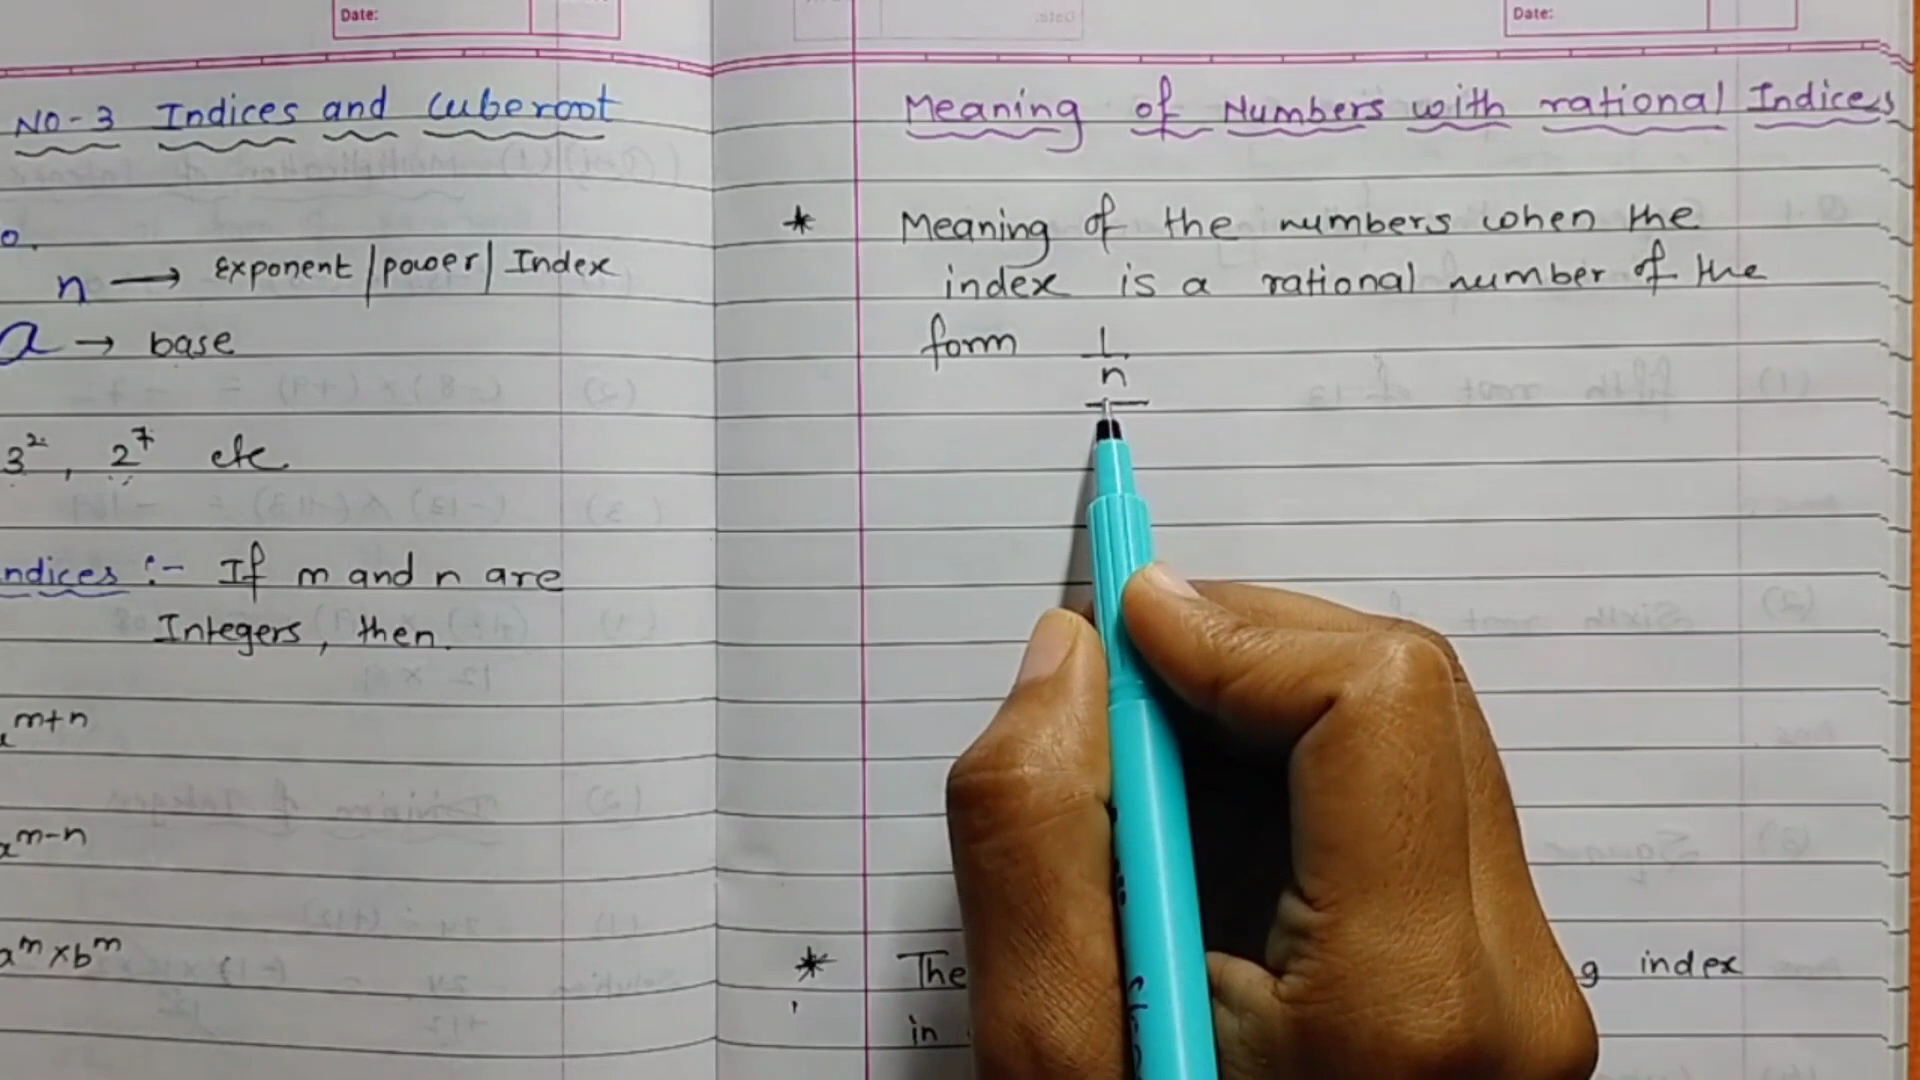 Date:
NO-3 Indices and Cuberoot
n → Exponent/power/Index
a → base
3², 2⁷ etc
ndices :- If m and n are
Integers, then.
m+n
m-n
aᵐ×bᵐ
Date:
Meaning of Numbers with rational Indices
* Meaning of the numbers when the
index is a rational number of the
form 1/n
* The g index
in